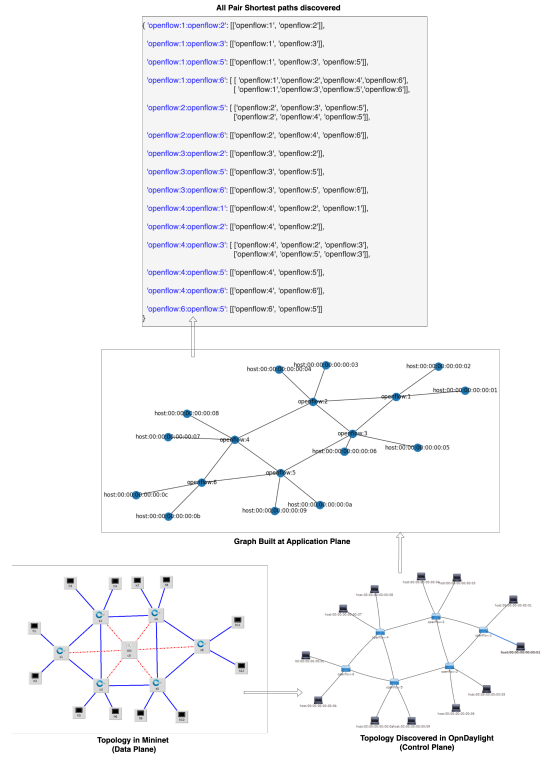 All Pair Shortest paths discovered
{ 'openflow:1:openflow:2': [['openflow:1', 'openflow:2']],
'openflow:1:openflow:3': [['openflow:1', 'openflow:3']],
'openflow:1:openflow:5': [['openflow:1', 'openflow:3', 'openflow:5']],
'openflow:1:openflow:6': [ [ 'openflow:1','openflow:2','openflow:4','openflow:6'],
[ 'openflow:1','openflow:3','openflow:5','openflow:6']],
'openflow:2:openflow:5': [ ['openflow:2', 'openflow:3', 'openflow:5'],
['openflow:2', 'openflow:4', 'openflow:5']],
'openflow:2:openflow:6': [['openflow:2', 'openflow:4', 'openflow:6']],
'openflow:3:openflow:2': [['openflow:3', 'openflow:2']],
'openflow:3:openflow:5': [['openflow:3', 'openflow:5']],
'openflow:3:openflow:6': [['openflow:3', 'openflow:5', 'openflow:6']],
'openflow:4:openflow:1': [['openflow:4', 'openflow:2', 'openflow:1']],
'openflow:4:openflow:2': [['openflow:4', 'openflow:2']],
'openflow:4:openflow:3': [ ['openflow:4', 'openflow:2', 'openflow:3'],
['openflow:4', 'openflow:5', 'openflow:3']],
'openflow:4:openflow:5': [['openflow:4', 'openflow:5']],
'openflow:4:openflow:6': [['openflow:4', 'openflow:6']],
'openflow:6:openflow:5': [['openflow:6', 'openflow:5']]
}
host:00:00:00:00:00:03
host:00:00:00:00:00:04
host:00:00:00:00:00:02
host:00:00:00:00:00:01
openflow:1
openflow:2
host:00:00:00:00:00:08
openflow:3
host:00:00:00:00:00:07
openflow:4
host:00:00:00:00:00:05
host:00:00:00:00:00:06
openflow:5
openflow:6
host:00:00:00:00:00:0c
host:00:00:00:00:00:0a
host:00:00:00:00:00:09
host:00:00:00:00:00:0b
Graph Built at Application Plane
Topology in Mininet
(Data Plane)
Topology Discovered in OpnDaylight
(Control Plane)